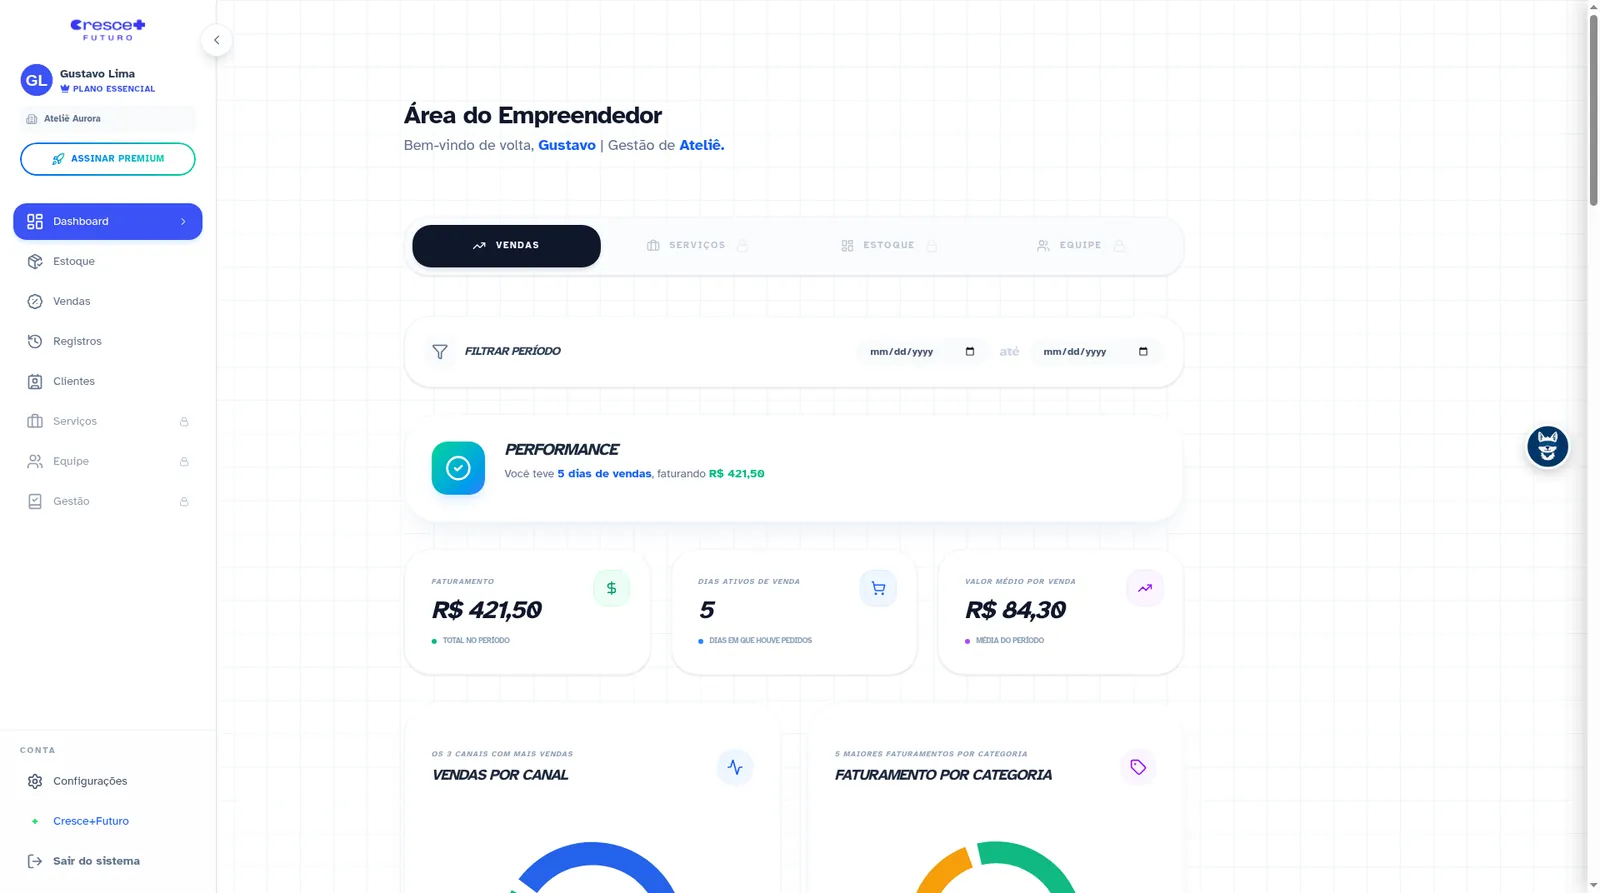 Cresce+
FUTURO
GL
Gustavo Lima
PLANO ESSENCIAL
Ateliê Aurora
ASSINAR PREMIUM
Dashboard
Estoque
Vendas
Registros
Clientes
Serviços
Equipe
Gestão
CONTA
Configurações
Cresce+Futuro
Sair do sistema
Área do Empreendedor
Bem-vindo de volta, Gustavo | Gestão de Ateliê.
VENDAS
SERVIÇOS
ESTOQUE
EQUIPE
FILTRAR PERÍODO
mm/dd/yyyy
até
mm/dd/yyyy
PERFORMANCE
Você teve 5 dias de vendas, faturando R$ 421,50
FATURAMENTO
R$ 421,50
TOTAL NO PERÍODO
DIAS ATIVOS DE VENDA
5
DIAS EM QUE HOUVE PEDIDOS
VALOR MÉDIO POR VENDA
R$ 84,30
MÉDIA DO PERÍODO
OS 3 CANAIS COM MAIS VENDAS
VENDAS POR CANAL
5 MAIORES FATURAMENTOS POR CATEGORIA
FATURAMENTO POR CATEGORIA